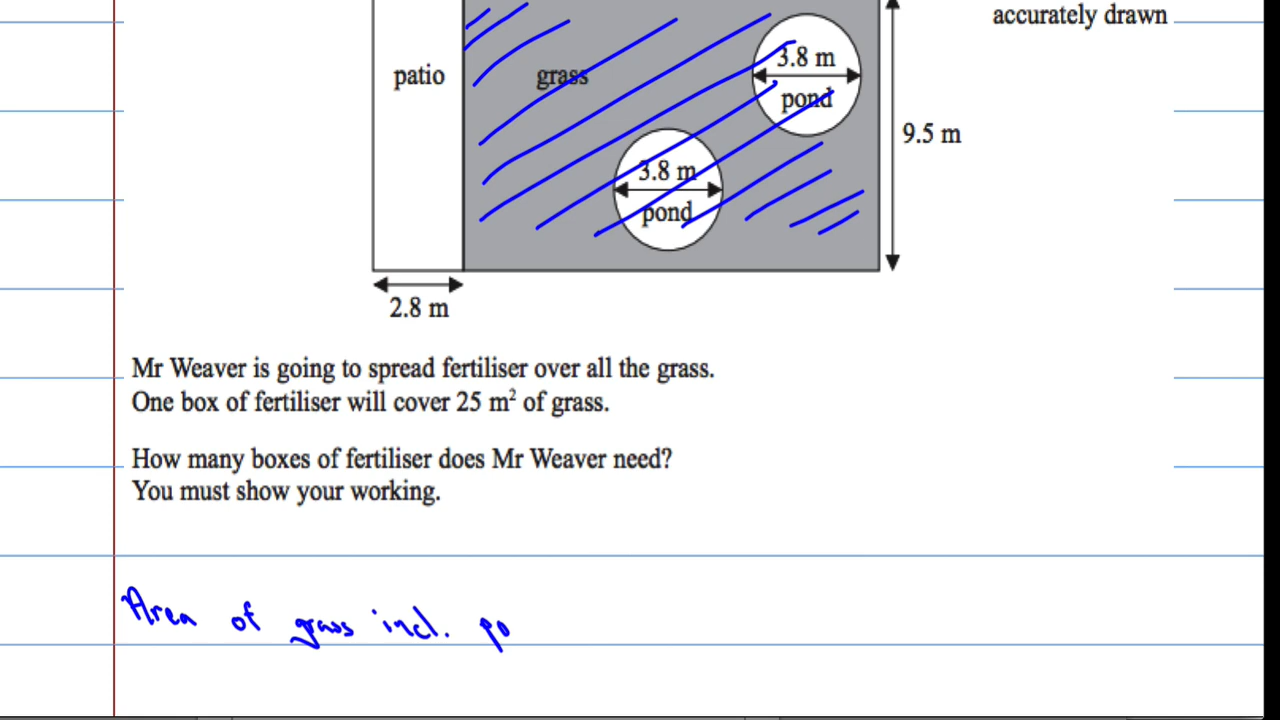 accurately drawn
patio
grass
3.8 m
pond
9.5 m
3.8 m
pond
2.8 m
Mr Weaver is going to spread fertiliser over all the grass.
One box of fertiliser will cover 25 m² of grass.
How many boxes of fertiliser does Mr Weaver need?
You must show your working.
Area of grass incl. po